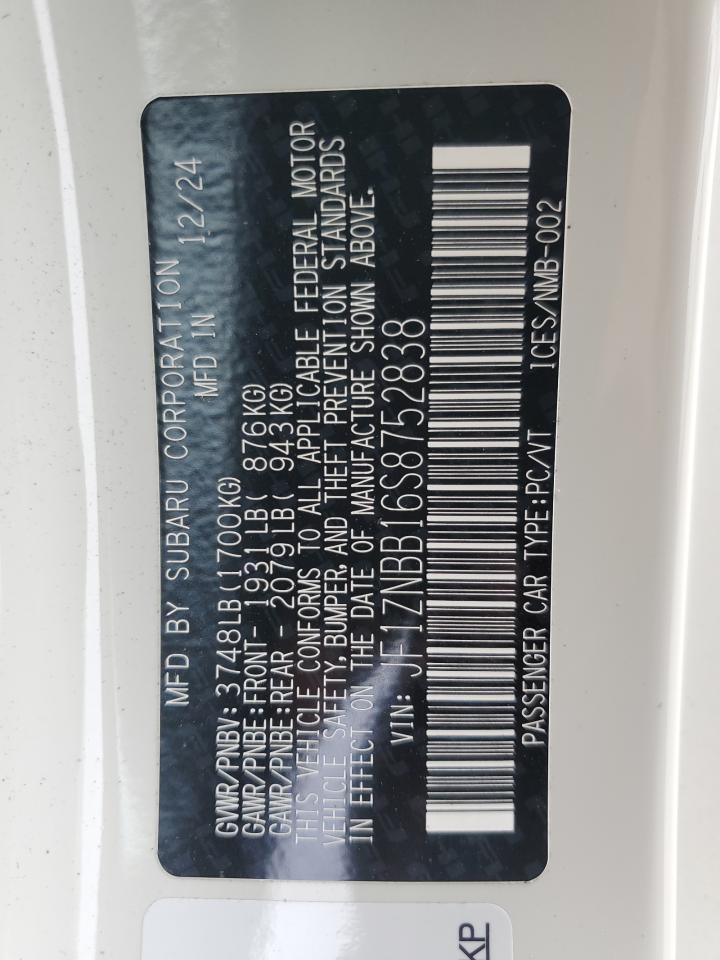 MFD BY SUBARU CORPORATION
MFD IN 12/24
GVWR/PNBV: 3748LB(1700KG)
GAWR/PNBE:FRONT- 1931LB( 876KG)
GAWR/PNBE:REAR - 2079LB( 943KG)
THIS VEHICLE CONFORMS TO ALL APPLICABLE FEDERAL MOTOR
VEHICLE SAFETY, BUMPER, AND THEFT PREVENTION STANDARDS
IN EFFECT ON THE DATE OF MANUFACTURE SHOWN ABOVE.
VIN: JF1ZNBB16S8752838
PASSENGER CAR TYPE:PC/VT ICES/NMB-002
KP